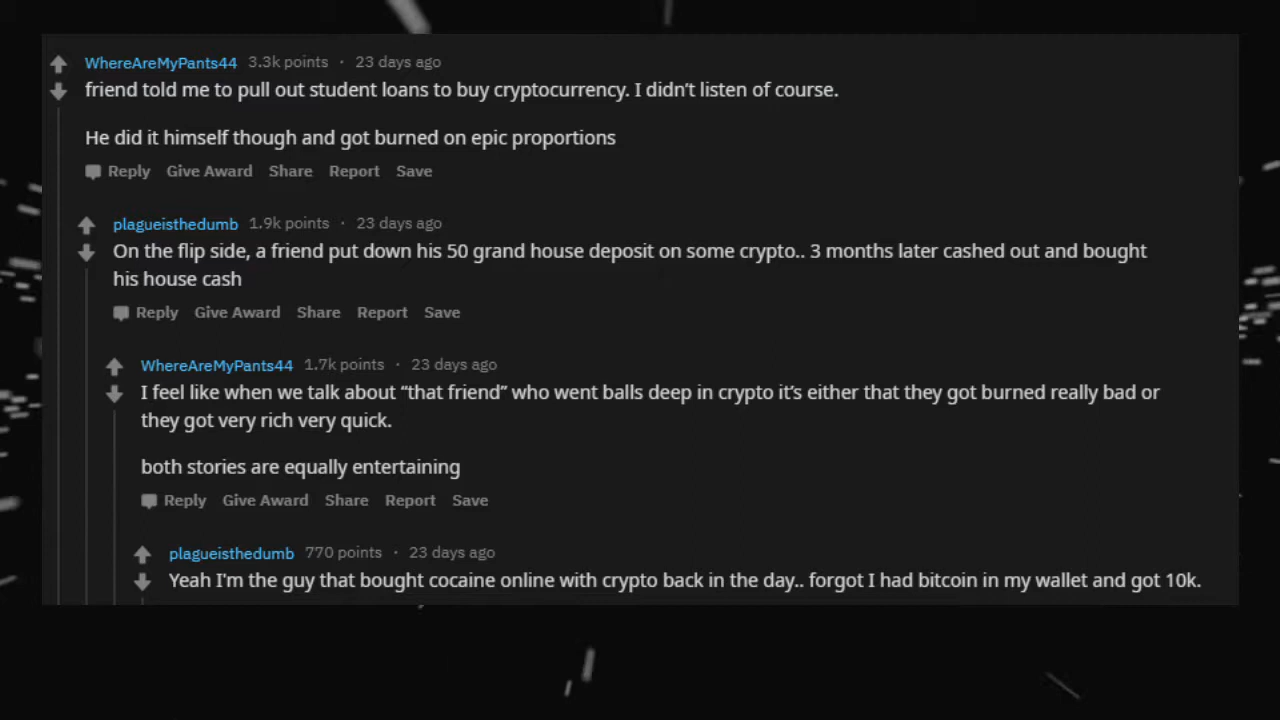 WhereAreMyPants44 3.3k points · 23 days ago
friend told me to pull out student loans to buy cryptocurrency. I didn't listen of course.
He did it himself though and got burned on epic proportions
Reply Give Award Share Report Save
plagueisthedumb 1.9k points · 23 days ago
On the flip side, a friend put down his 50 grand house deposit on some crypto.. 3 months later cashed out and bought
his house cash
Reply Give Award Share Report Save
WhereAreMyPants44 1.7k points · 23 days ago
I feel like when we talk about “that friend” who went balls deep in crypto it’s either that they got burned really bad or
they got very rich very quick.
both stories are equally entertaining
Reply Give Award Share Report Save
plagueisthedumb 770 points · 23 days ago
Yeah I'm the guy that bought cocaine online with crypto back in the day.. forgot I had bitcoin in my wallet and got 10k.